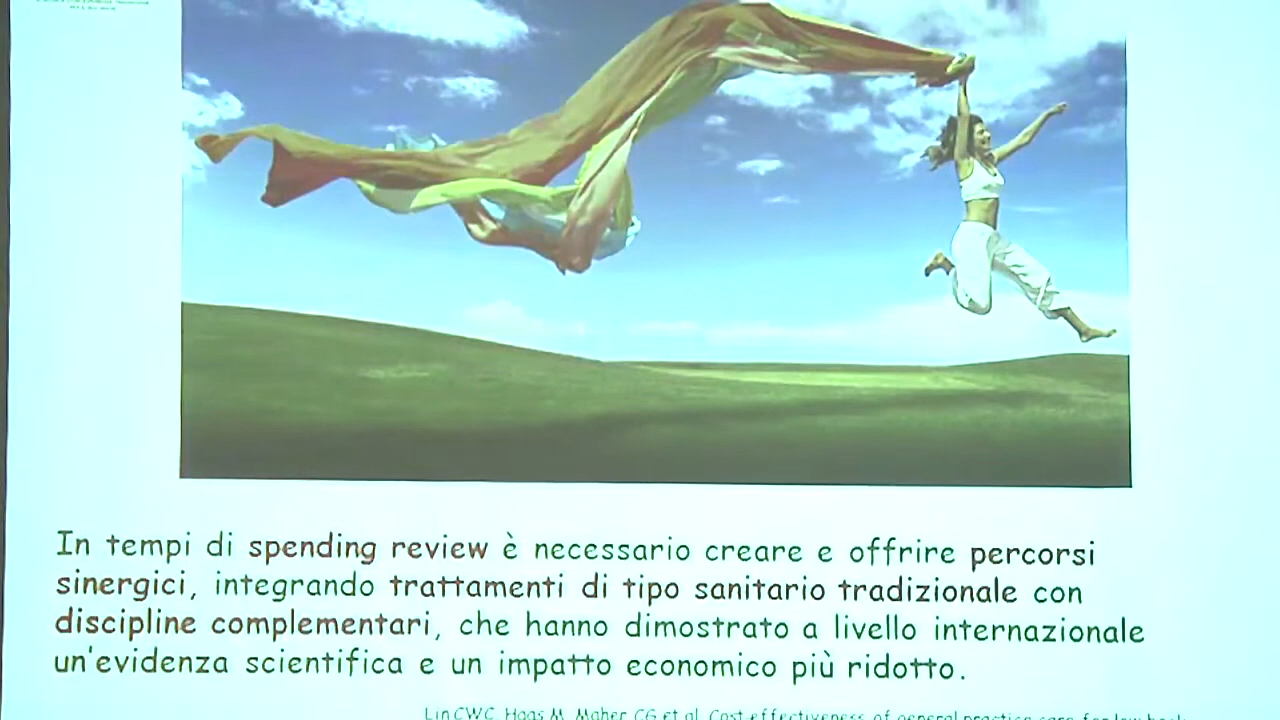 In tempi di spending review è necessario creare e offrire percorsi
sinergici, integrando trattamenti di tipo sanitario tradizionale con
discipline complementari, che hanno dimostrato a livello internazionale
un'evidenza scientifica e un impatto economico più ridotto.
Lin CWC, Haas M, Maher CG et al. Cost effectiveness of general practice care for low back